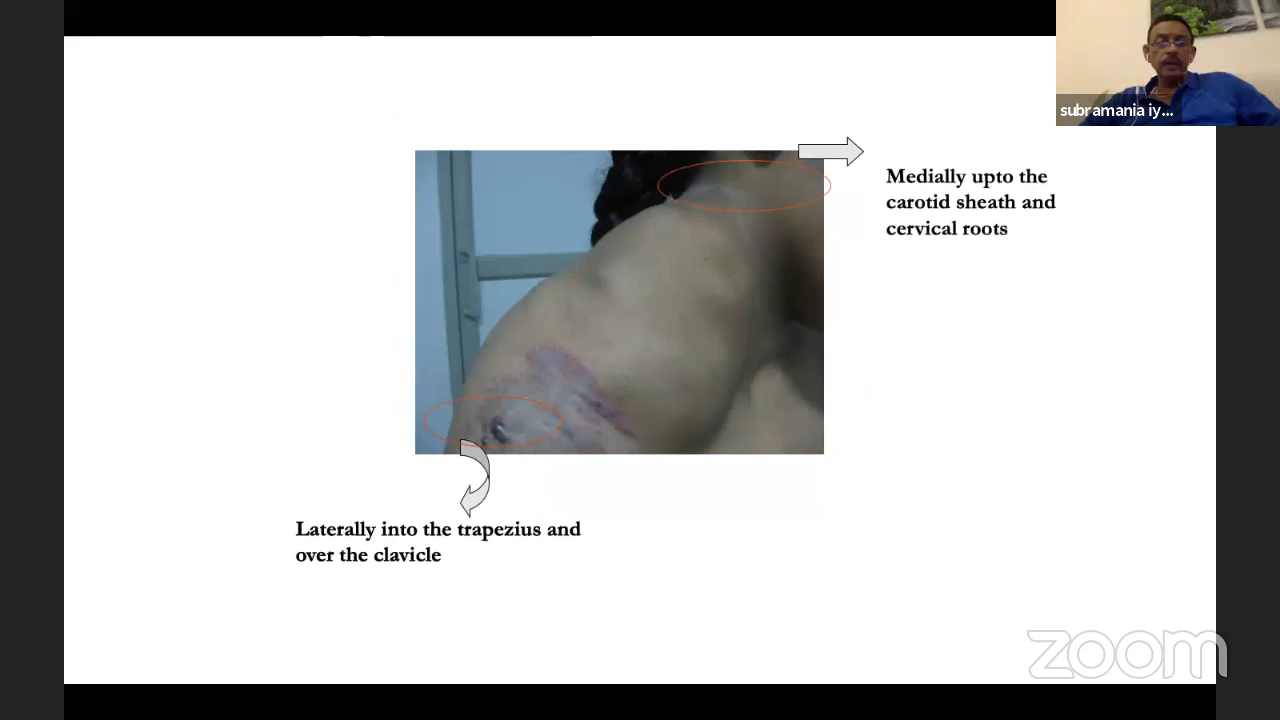 subramania iy...
Medially upto the
carotid sheath and
cervical roots
Laterally into the trapezius and
over the clavicle
zoom